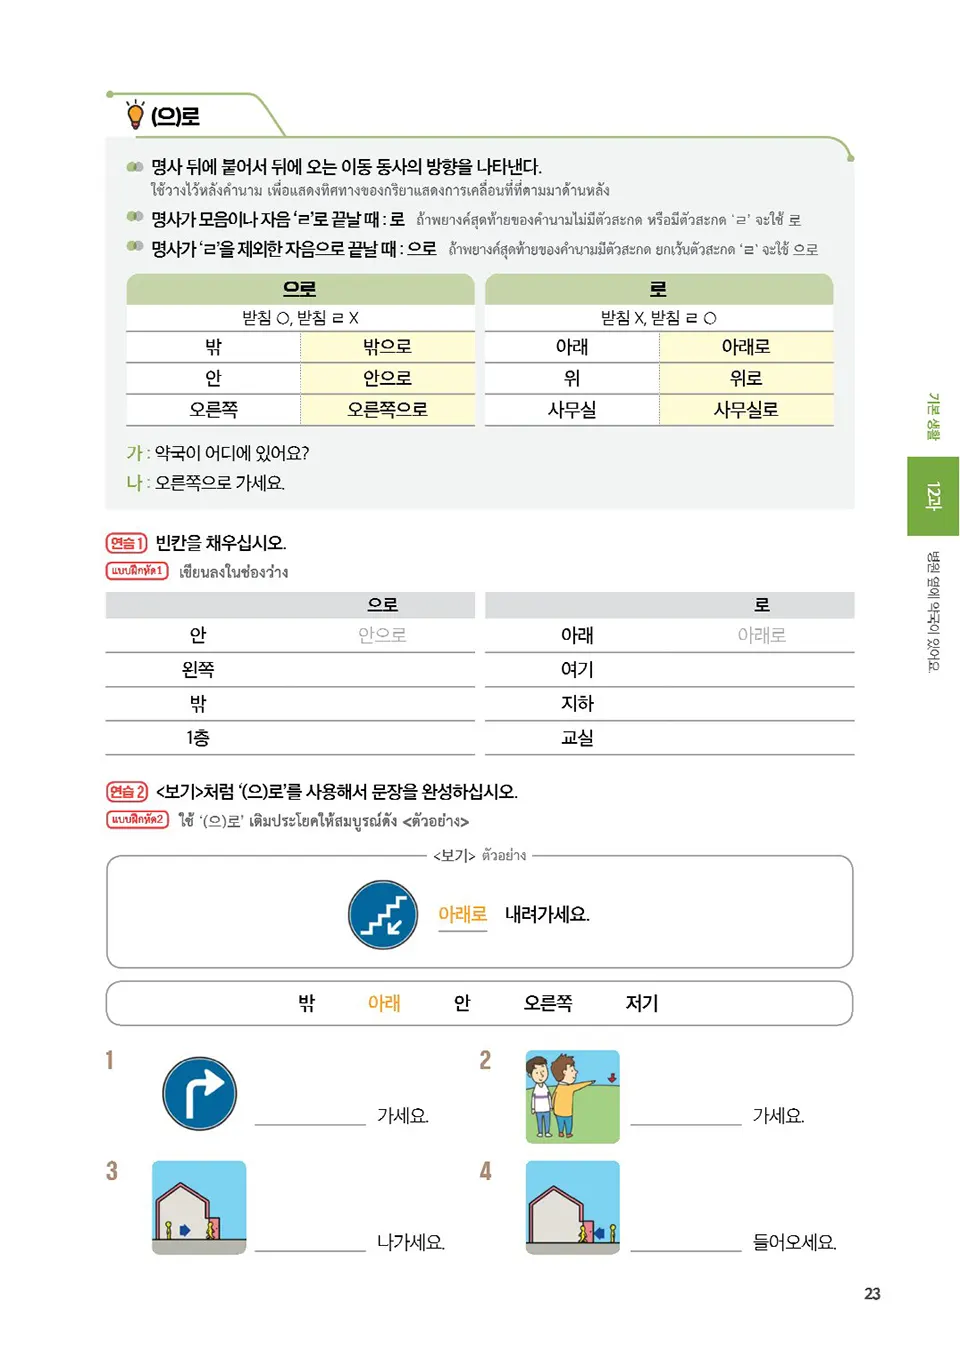 (으)로
명사 뒤에 붙어서 뒤에 오는 이동 동사의 방향을 나타낸다.
ใช้วางไว้หลังคำนาม เพื่อแสดงทิศทางของกริยาแสดงการเคลื่อนที่ที่ตามมาด้านหลัง
명사가 모음이나 자음 ‘ㄹ’로 끝날 때 : 로 ถ้าพยางค์สุดท้ายของคำนามไม่มีตัวสะกด หรือมีตัวสะกด ‘ㄹ’ จะใช้ 로
명사가 ‘ㄹ’을 제외한 자음으로 끝날 때 : 으로 ถ้าพยางค์สุดท้ายของคำนามมีตัวสะกด ยกเว้นตัวสะกด ‘ㄹ’ จะใช้ 으로
으로 로
받침 O, 받침 ㄹ X 받침 X, 받침 ㄹ O
밖 밖으로 아래 아래로
안 안으로 위 위로
오른쪽 오른쪽으로 사무실 사무실로
가 : 약국이 어디에 있어요?
나 : 오른쪽으로 가세요.
연습 1 빈칸을 채우십시오.
แบบฝึกหัด1 เขียนลงในช่องว่าง
으로 로
안 안으로 아래 아래로
왼쪽 여기
밖 지하
1층 교실
연습 2 <보기>처럼 ‘(으)로’를 사용해서 문장을 완성하십시오.
แบบฝึกหัด2 ใช้ ‘(으)로’ เติมประโยคให้สมบูรณ์ดัง <ตัวอย่าง>
<보기> ตัวอย่าง
아래로 내려가세요.
밖 아래 안 오른쪽 저기
1 가세요.
2 가세요.
3 나가세요.
4 들어오세요.
기본 생활
12과
병원 옆에 약국이 있어요.
23